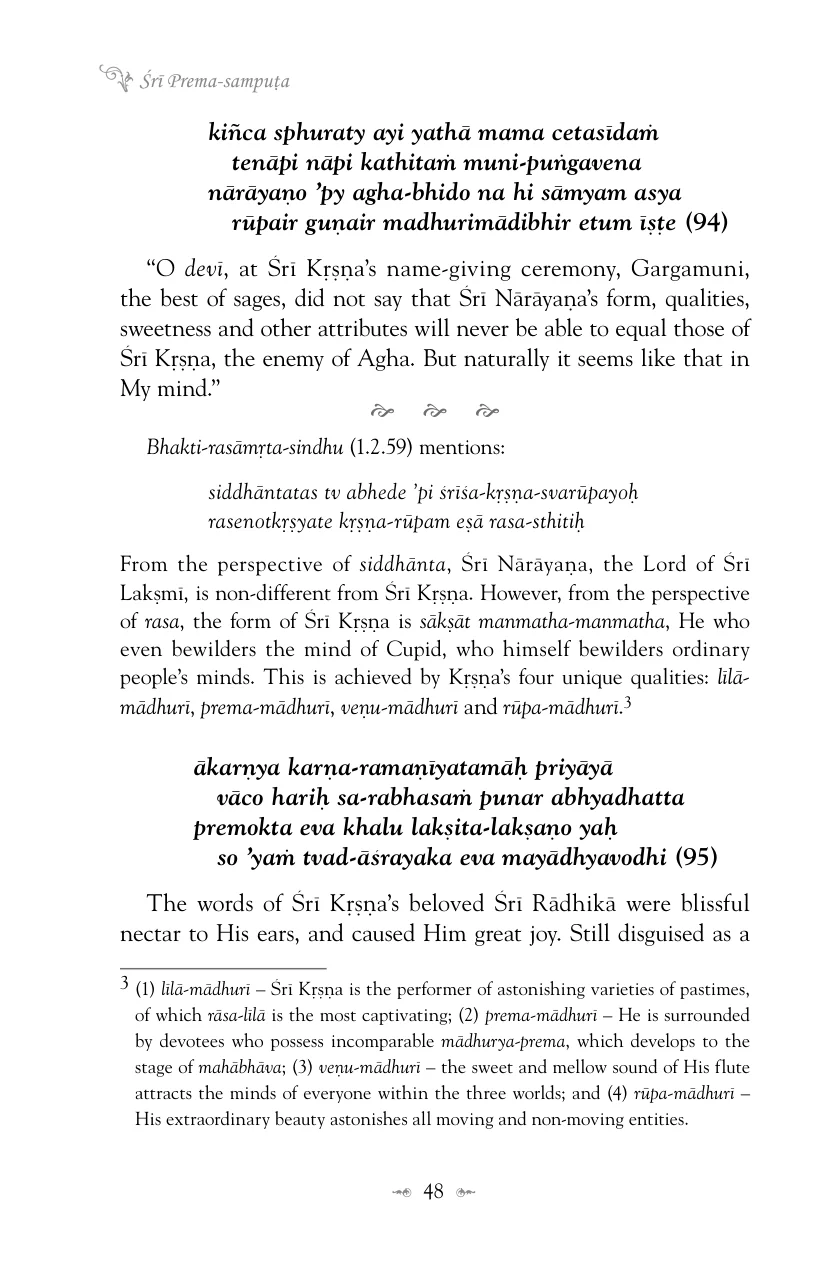 Śrī Prema-sampuṭa
kiñca sphuraty ayi yathā mama cetasīdaṁ
tenāpi nāpi kathitaṁ muni-puṅgavena
nārāyaṇo ’py agha-bhido na hi sāmyam asya
rūpair guṇair madhurimādibhir etum īṣṭe (94)
“O devī, at Śrī Kṛṣṇa’s name-giving ceremony, Gargamuni,
the best of sages, did not say that Śrī Nārāyaṇa’s form, qualities,
sweetness and other attributes will never be able to equal those of
Śrī Kṛṣṇa, the enemy of Agha. But naturally it seems like that in
My mind.”
Bhakti-rasāmṛta-sindhu (1.2.59) mentions:
siddhāntatas tv abhede ’pi śrīśa-kṛṣṇa-svarūpayoḥ
rasenotkṛṣyate kṛṣṇa-rūpam eṣā rasa-sthitiḥ
From the perspective of siddhānta, Śrī Nārāyaṇa, the Lord of Śrī
Lakṣmī, is non-different from Śrī Kṛṣṇa. However, from the perspective
of rasa, the form of Śrī Kṛṣṇa is sākṣāt manmatha-manmatha, He who
even bewilders the mind of Cupid, who himself bewilders ordinary
people’s minds. This is achieved by Kṛṣṇa’s four unique qualities: līlā-
mādhurī, prema-mādhurī, veṇu-mādhurī and rūpa-mādhurī.3
ākarṇya karṇa-ramaṇīyatamāḥ priyāyā
vāco hariḥ sa-rabhasaṁ punar abhyadhatta
premokta eva khalu lakṣita-lakṣaṇo yaḥ
so ’yaṁ tvad-āśrayaka eva mayādhyavodhi (95)
The words of Śrī Kṛṣṇa’s beloved Śrī Rādhikā were blissful
nectar to His ears, and caused Him great joy. Still disguised as a
3 (1) līlā-mādhurī – Śrī Kṛṣṇa is the performer of astonishing varieties of pastimes,
of which rāsa-līlā is the most captivating; (2) prema-mādhurī – He is surrounded
by devotees who possess incomparable mādhurya-prema, which develops to the
stage of mahābhāva; (3) veṇu-mādhurī – the sweet and mellow sound of His flute
attracts the minds of everyone within the three worlds; and (4) rūpa-mādhurī –
His extraordinary beauty astonishes all moving and non-moving entities.
48